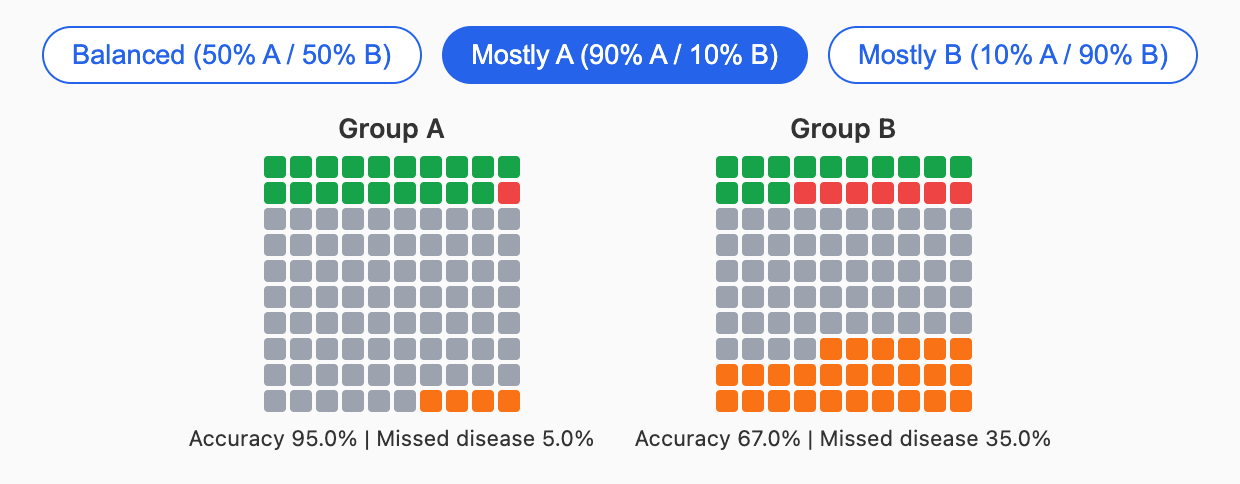 Balanced (50% A / 50% B)
Mostly A (90% A / 10% B)
Mostly B (10% A / 90% B)
Group A
Group B
Accuracy 95.0% | Missed disease 5.0%
Accuracy 67.0% | Missed disease 35.0%